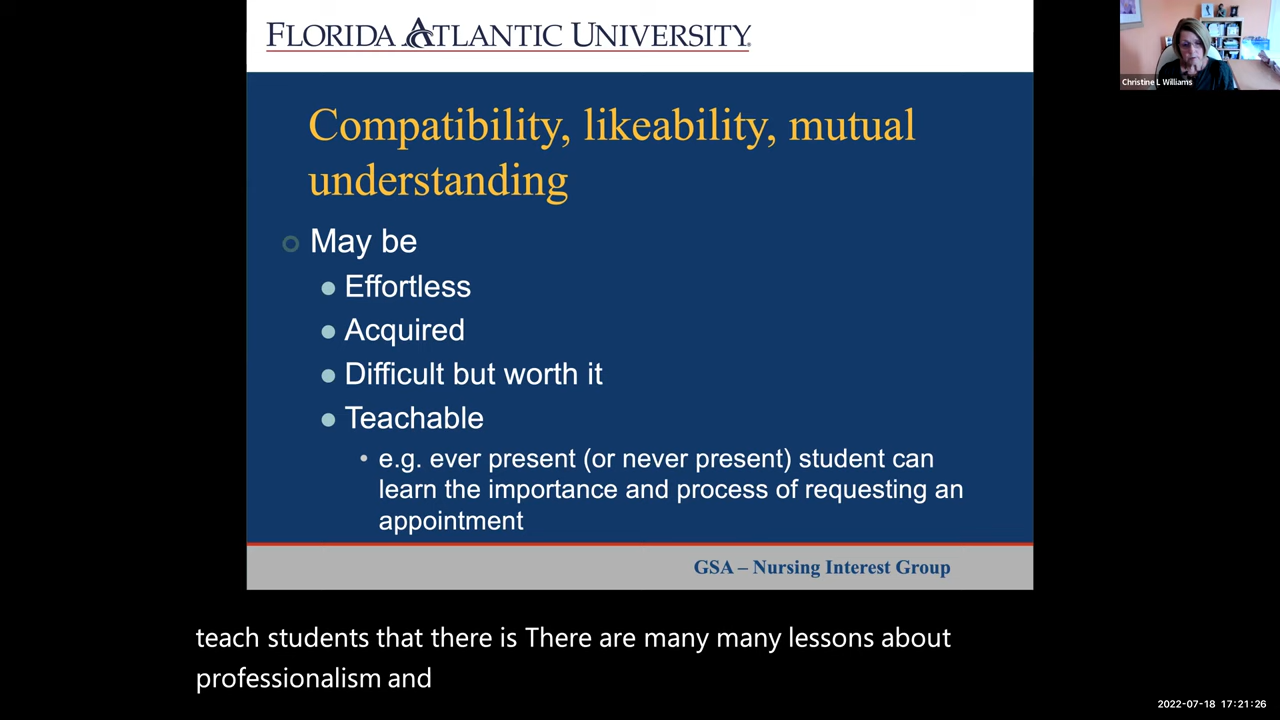 FLORIDA ATLANTIC UNIVERSITY®
Christine L Williams
Compatibility, likeability, mutual
understanding
May be
Effortless
Acquired
Difficult but worth it
Teachable
e.g. ever present (or never present) student can
learn the importance and process of requesting an
appointment
GSA – Nursing Interest Group
teach students that there is There are many many lessons about
professionalism and
2022-07-18 17:21:26